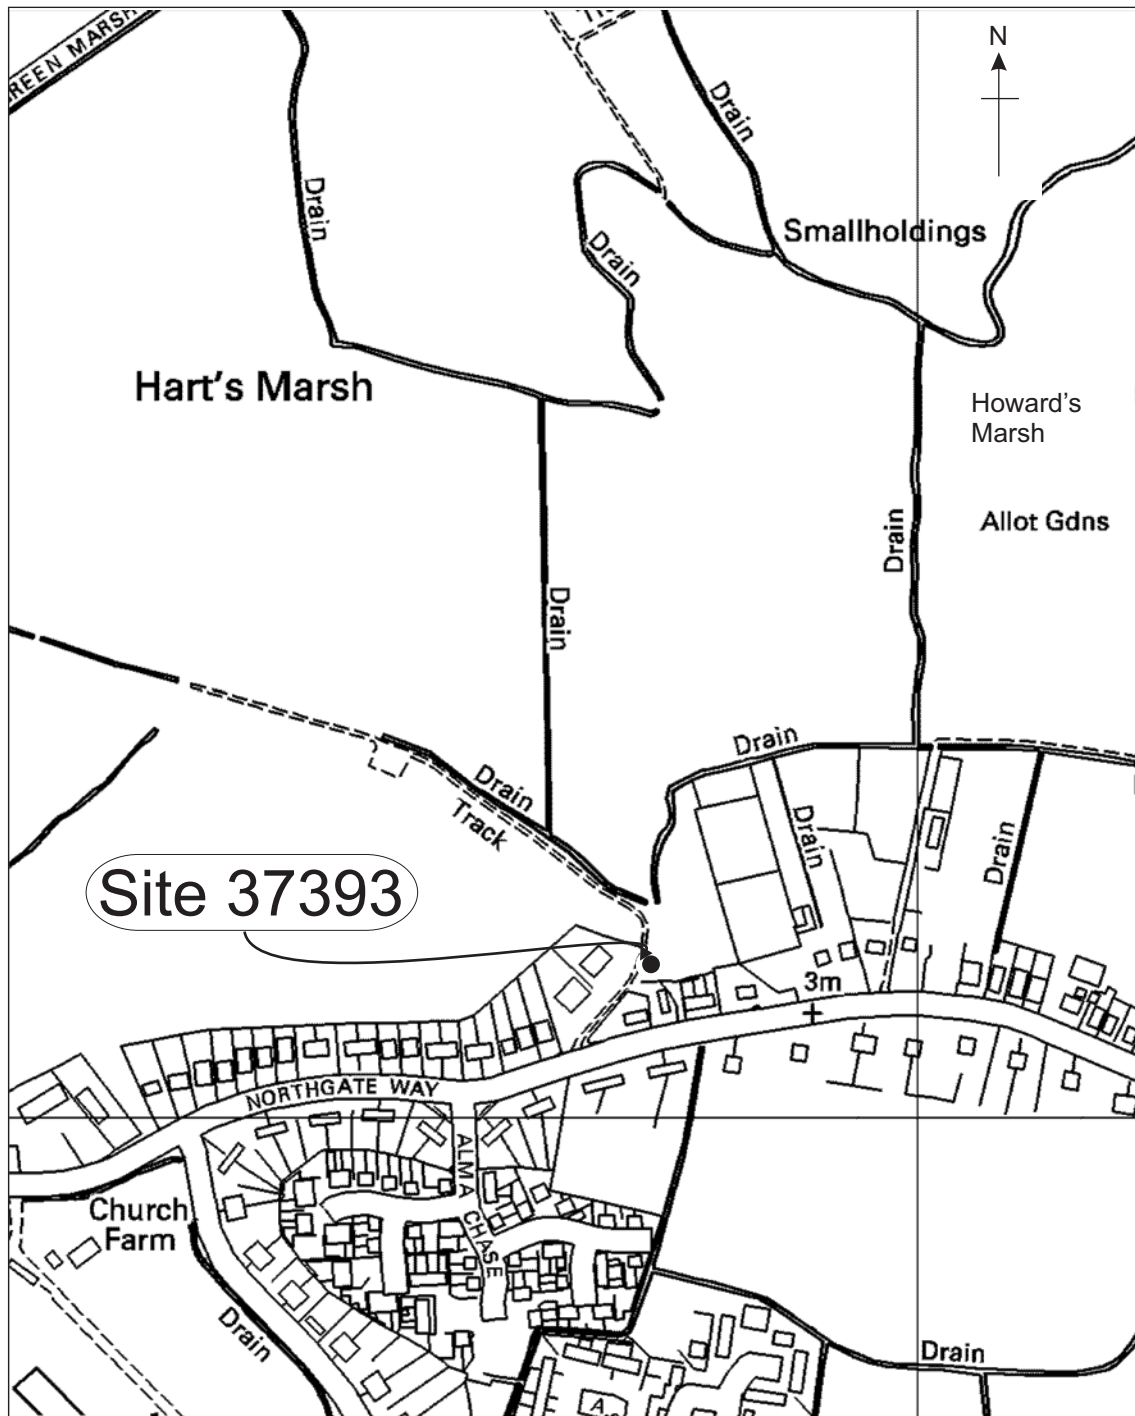 REEN MARSH
N
Drain
Drain
Smallholdings
Drain
Hart's Marsh
Howard's
Marsh
Allot Gdns
Drain
Drain
Drain
Drain
Track
Drain
Drain
Site 37393
3m
NORTHGATE WAY
ALMA CHASE
Church
Farm
Drain
Drain